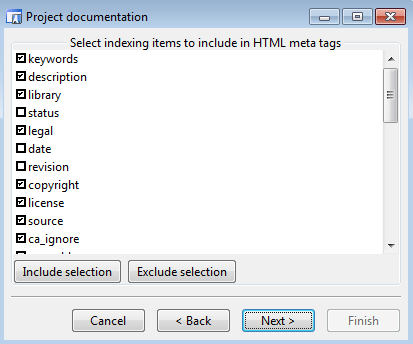 Project documentation
Select indexing items to include in HTML meta tags
keywords
description
library
status
legal
date
revision
copyright
license
source
ca_ignore
Include selection Exclude selection
Cancel < Back Next > Finish